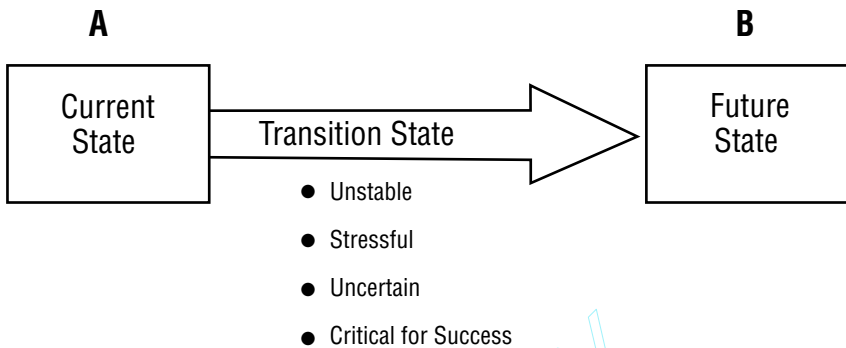 A
B
Current
State
Transition State
Future
State
● Unstable
● Stressful
● Uncertain
● Critical for Success